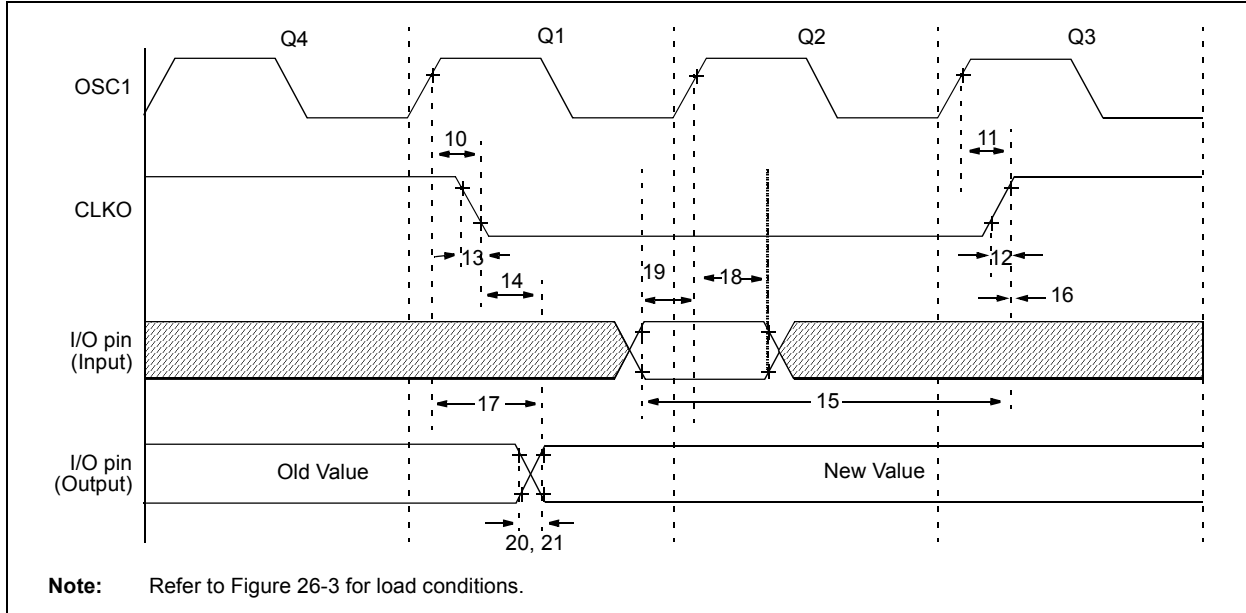 Q4 Q1 Q2 Q3
OSC1
10 11
CLKO
13 12
14 19 18 16
I/O pin
(Input)
17 15
I/O pin
(Output)
Old Value New Value
20, 21
Note: Refer to Figure 26-3 for load conditions.